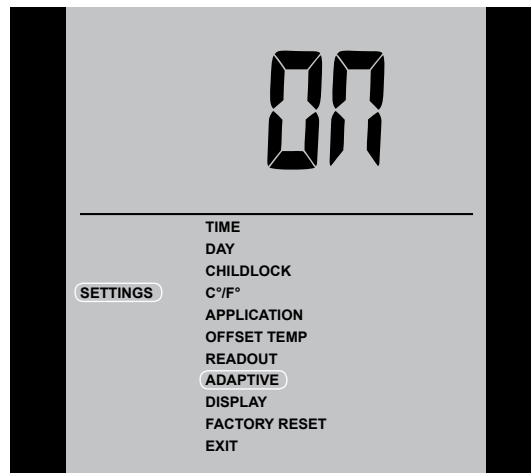 ON
TIME
DAY
CHILDLOCK
SETTINGS C°/F°
APPLICATION
OFFSET TEMP
READOUT
ADAPTIVE
DISPLAY
FACTORY RESET
EXIT